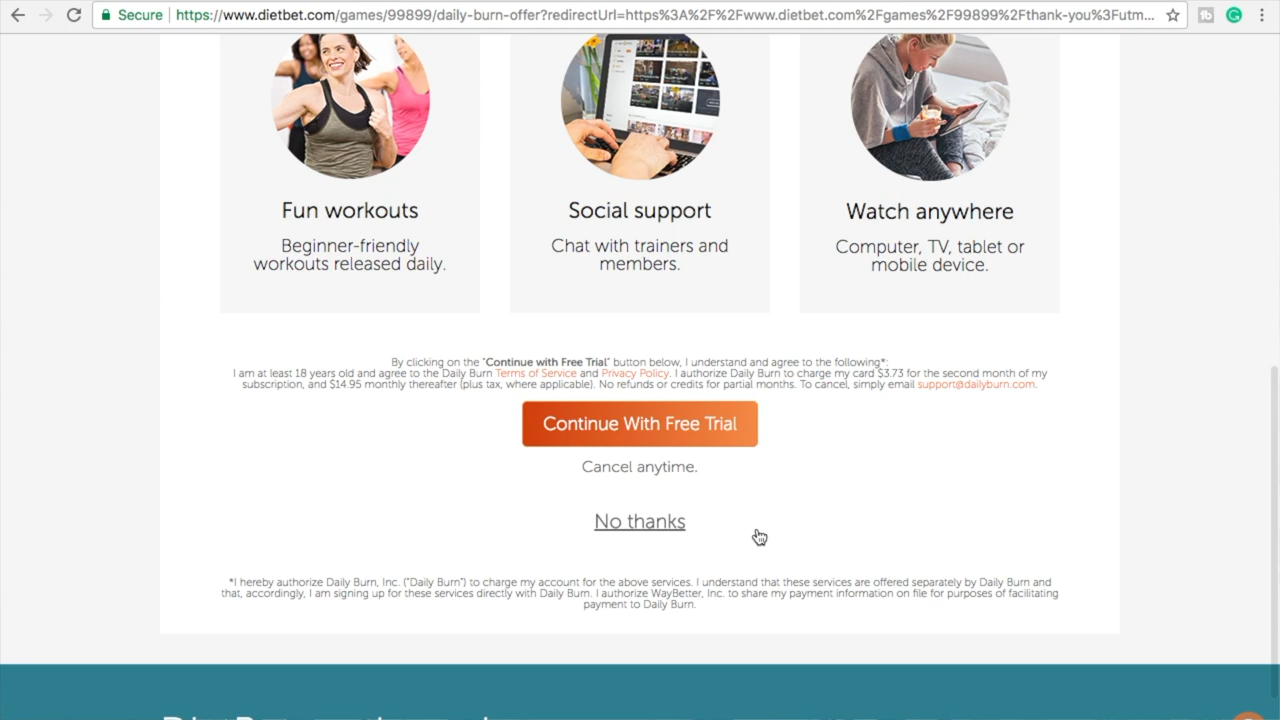 Secure
https://www.dietbet.com/games/99899/daily-burn-offer?redirectUrl=https%3A%2F%2Fwww.dietbet.com%2Fgames%2F99899%2Fthank-you%3Futm...
Fun workouts
Beginner-friendly
workouts released daily.
Social support
Chat with trainers and
members.
Watch anywhere
Computer, TV, tablet or
mobile device.
By clicking on the "Continue with Free Trial" button below, I understand and agree to the following*:
I am at least 18 years old and agree to the Daily Burn Terms of Service and Privacy Policy. I authorize Daily Burn to charge my card $3.73 for the second month of my
subscription, and $14.95 monthly thereafter (plus tax, where applicable). No refunds or credits for partial months. To cancel, simply email support@dailyburn.com.
Continue With Free Trial
Cancel anytime.
No thanks
*I hereby authorize Daily Burn, Inc. ("Daily Burn") to charge my account for the above services. I understand that these services are offered separately by Daily Burn and
that, accordingly, I am signing up for these services directly with Daily Burn. I authorize WayBetter, Inc. to share my payment information on file for purposes of facilitating
payment to Daily Burn.